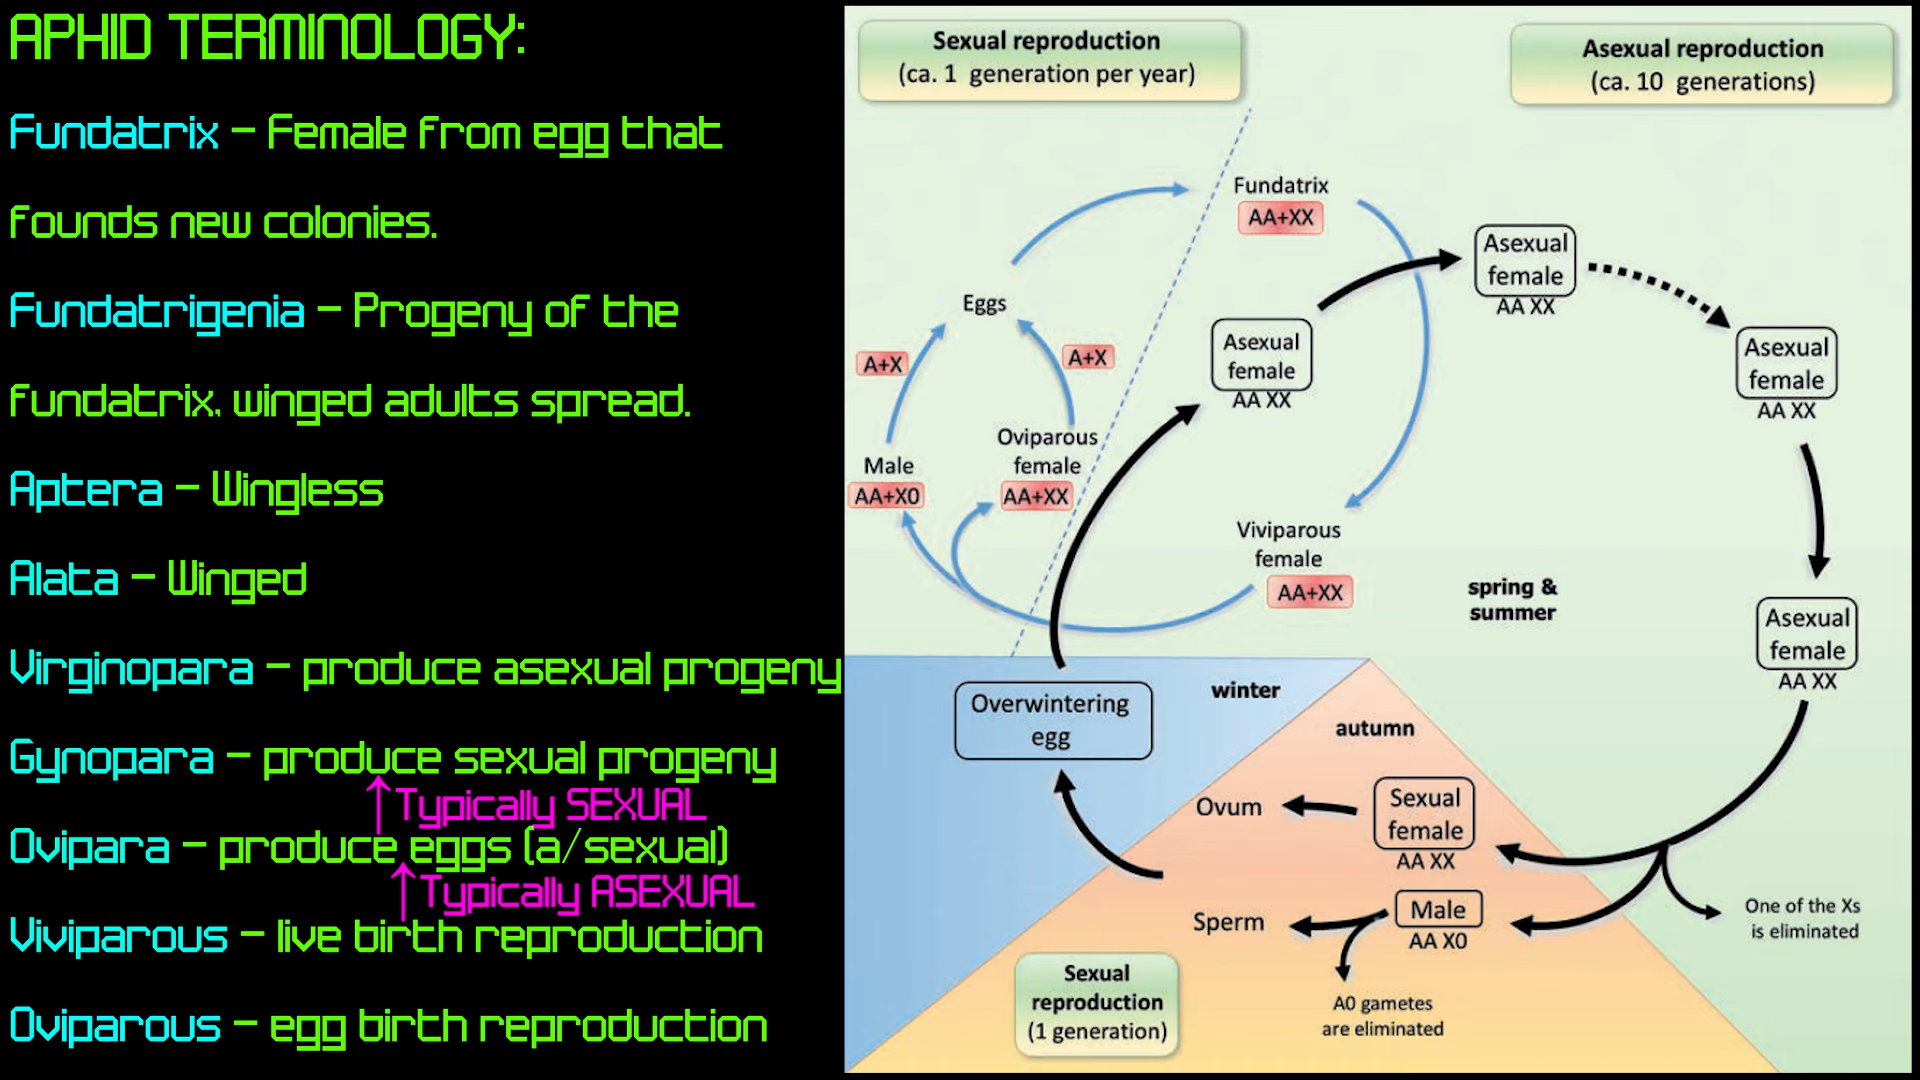 APHID TERMINOLOGY:
Fundatrix – Female from egg that
founds new colonies.
Fundatrigenia – Progeny of the
fundatrix, winged adults spread.
Aptera – Wingless
Alata – Winged
Virginopara – produce asexual progeny
Gynopara – produce sexual progeny
↑Typically SEXUAL
Ovipara – produce eggs (a/sexual)
↑Typically ASEXUAL
Viviparous – live birth reproduction
Oviparous – egg birth reproduction
Sexual reproduction
(ca. 1 generation per year)
Asexual reproduction
(ca. 10 generations)
Fundatrix
AA+XX
Eggs
A+X
A+X
Male
AA+X0
Oviparous
female
AA+XX
Viviparous
female
AA+XX
Asexual
female
AA XX
Asexual
female
AA XX
Asexual
female
AA XX
spring &
summer
Asexual
female
AA XX
winter
Overwintering
egg
autumn
Ovum
Sexual
female
AA XX
Sperm
Male
AA X0
One of the Xs
is eliminated
A0 gametes
are eliminated
Sexual
reproduction
(1 generation)